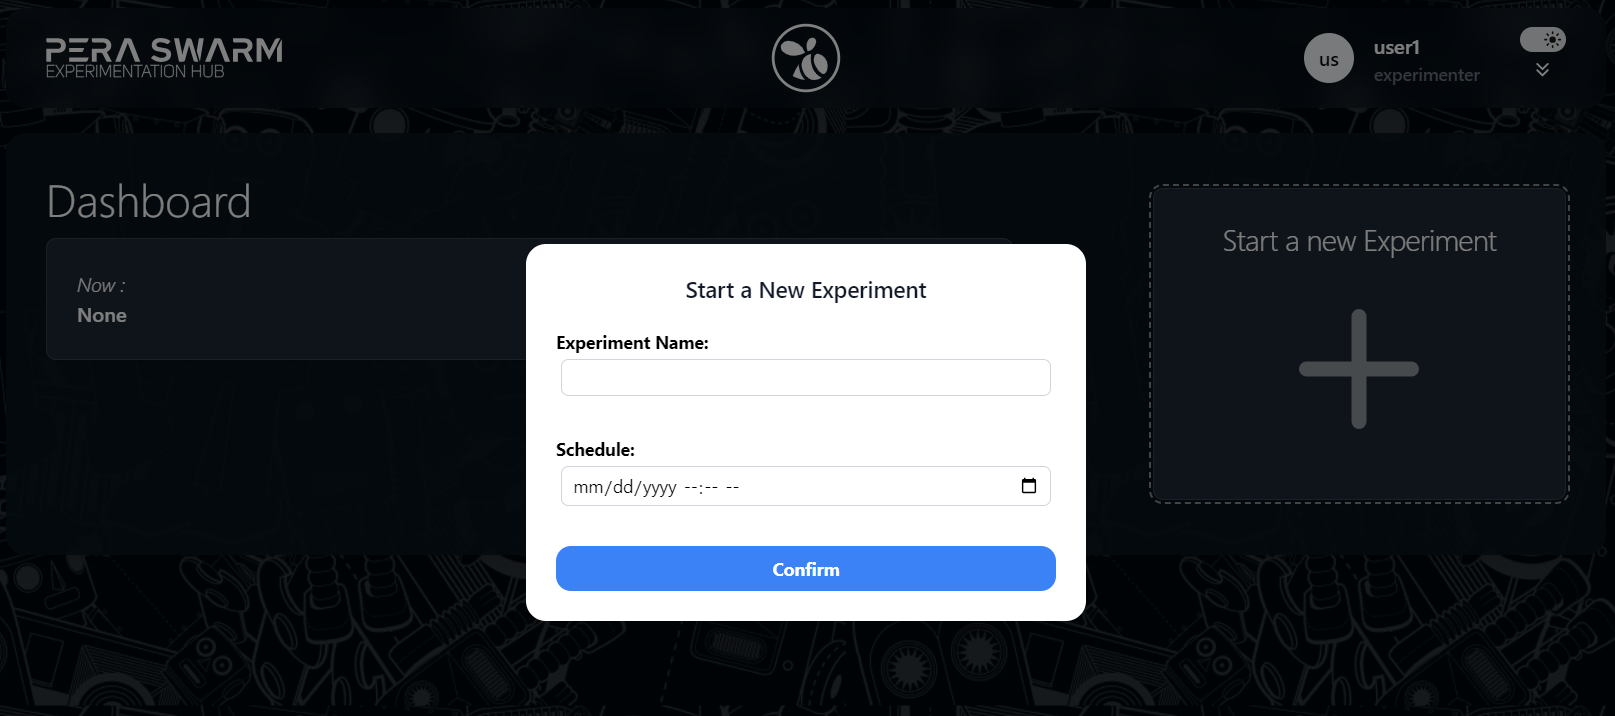 PERA SWARM
EXPERIMENTATION HUB
us
user1
experimenter
Dashboard
Now :
None
Start a new Experiment
Start a New Experiment
Experiment Name:
Schedule:
mm/dd/yyyy --:-- --
Confirm